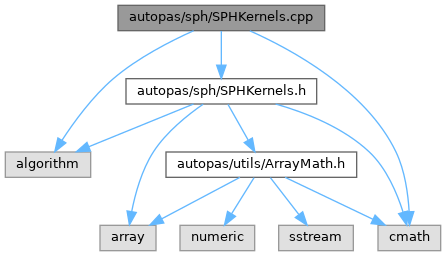 autopas/sph/SPHKernels.cpp
autopas/sph/SPHKernels.h
algorithm
autopas/utils/ArrayMath.h
array
numeric
sstream
cmath